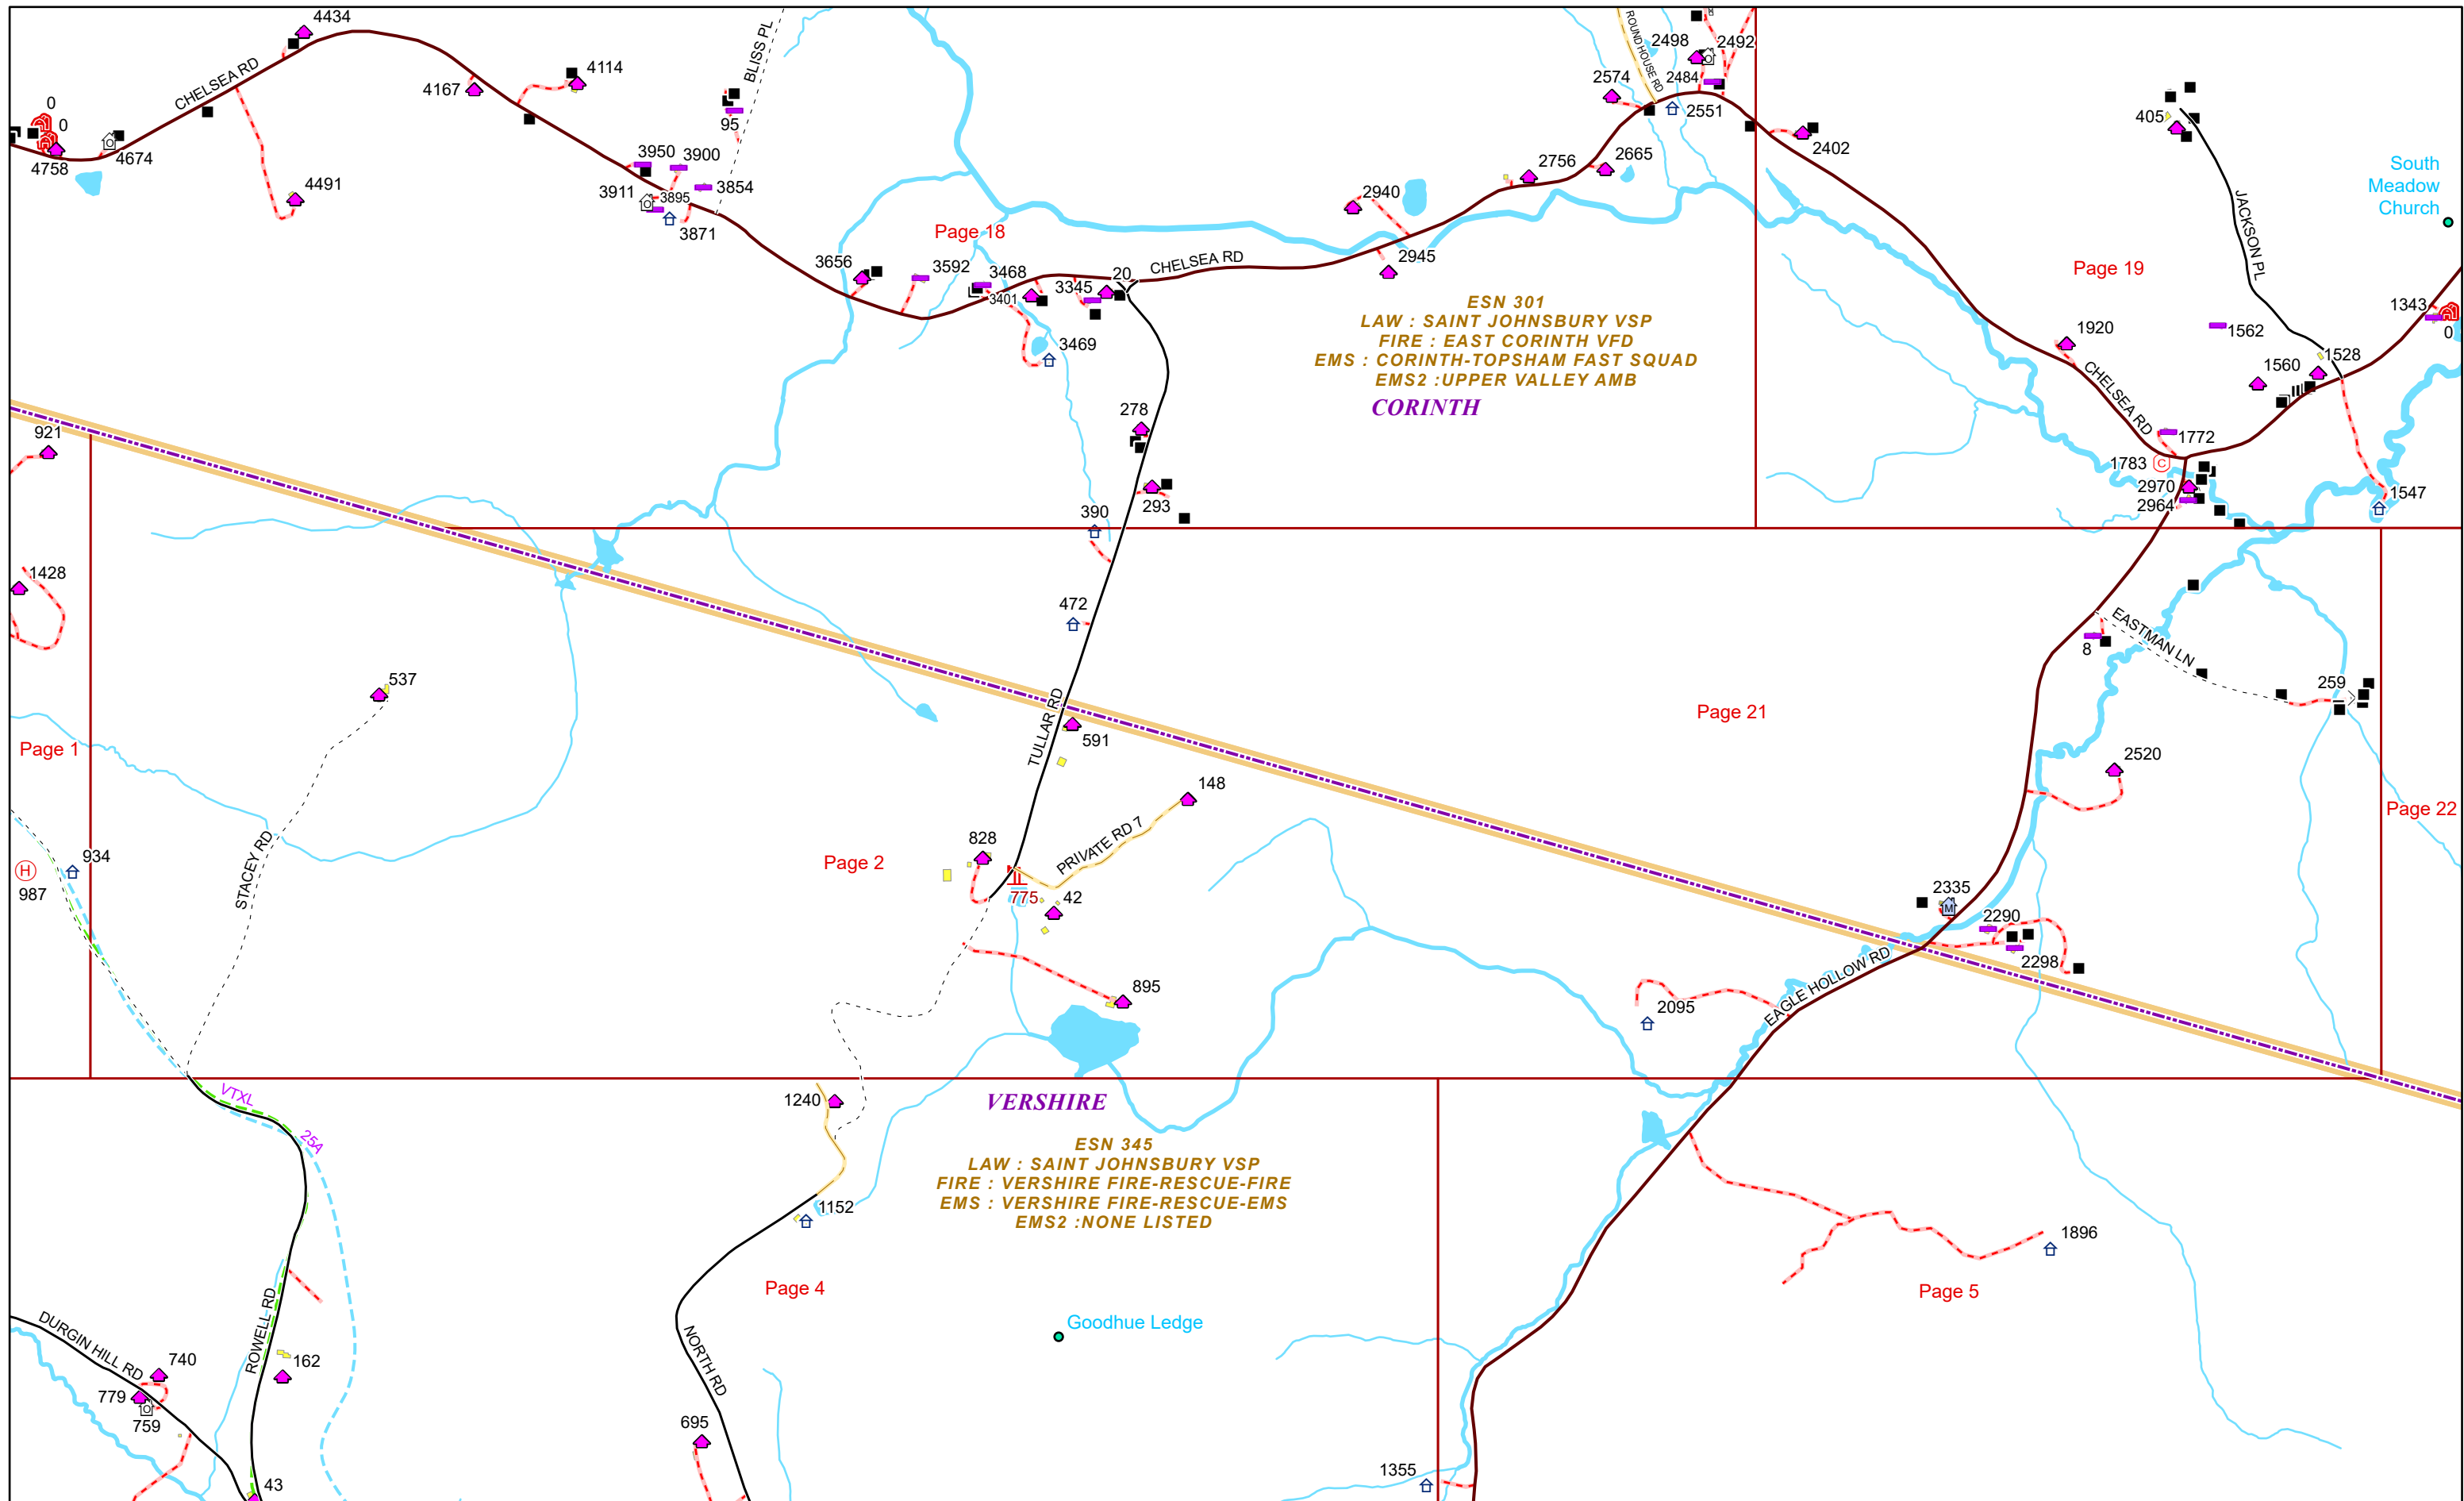 4434
CHELSEA RD
4167
4114
BLISS PL
95
0
0
4758
4674
4491
3950
3900
3911
3895
3854
3871
2498
2492
ROUND HOUSE RD
2574
2484
2551
2402
405
South
Meadow
Church
2756
2665
2940
2945
JACKSON PL
Page 18
3656
3592
3468
3401
3345
20
CHELSEA RD
3469
Page 19
1343
0
1562
1920
1528
1560
ESN 301
LAW : SAINT JOHNSBURY VSP
FIRE : EAST CORINTH VFD
EMS : CORINTH-TOPSHAM FAST SQUAD
EMS2 :UPPER VALLEY AMB
CORINTH
CHELSEA RD
278
293
390
921
1772
1783
2970
2964
1547
1428
472
8
EASTMAN LN
259
537
TULLAR RD
591
Page 21
Page 1
148
2520
Page 22
PRIVATE RD 7
828
Page 2
775
42
934
H
987
STACEY RD
2335
M
2290
2298
EAGLE HOLLOW RD
895
2095
VTXL
25A
1240
VERSHIRE
ESN 345
LAW : SAINT JOHNSBURY VSP
FIRE : VERSHIRE FIRE-RESCUE-FIRE
EMS : VERSHIRE FIRE-RESCUE-EMS
EMS2 :NONE LISTED
1152
1896
Page 4
Page 5
Goodhue Ledge
DURGIN HILL RD
ROWELL RD
NORTH RD
740
779
759
162
695
1355
43